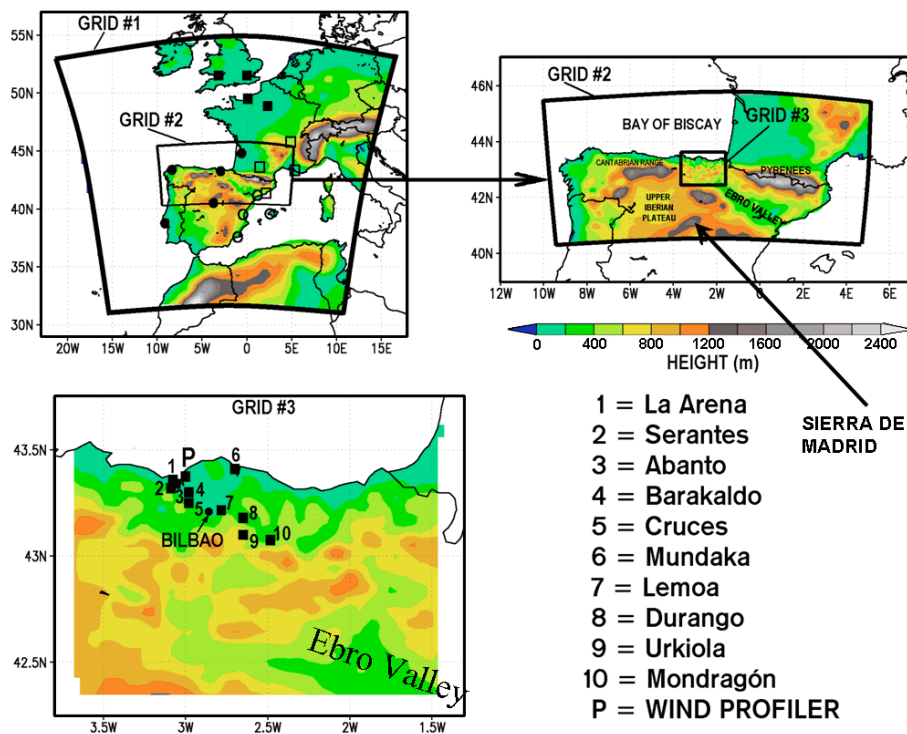 GRID #1
55N
50N
45N
40N
35N
30N
GRID #2
20W
15W
10W
5W
0
5E
10E
15E
GRID #2
46N
44N
42N
40N
BAY OF BISCAY
GRID #3
CANTABRIAN RANGE
PYRENEES
UPPER
IBERIAN
PLATEAU
EBRO VALLEY
12W
10W
8W
6W
4W
2W
0
2E
4E
6E
0
400
800
1200
1600
2000
2400
HEIGHT (m)
SIERRA DE
MADRID
GRID #3
43.5N
43N
42.5N
P
1
2
3
4
5
6
7
8
9
10
BILBAO
Ebro Valley
3.5W
3W
2.5W
2W
1.5W
1 = La Arena
2 = Serantes
3 = Abanto
4 = Barakaldo
5 = Cruces
6 = Mundaka
7 = Lemoa
8 = Durango
9 = Urkiola
10 = Mondragón
P = WIND PROFILER